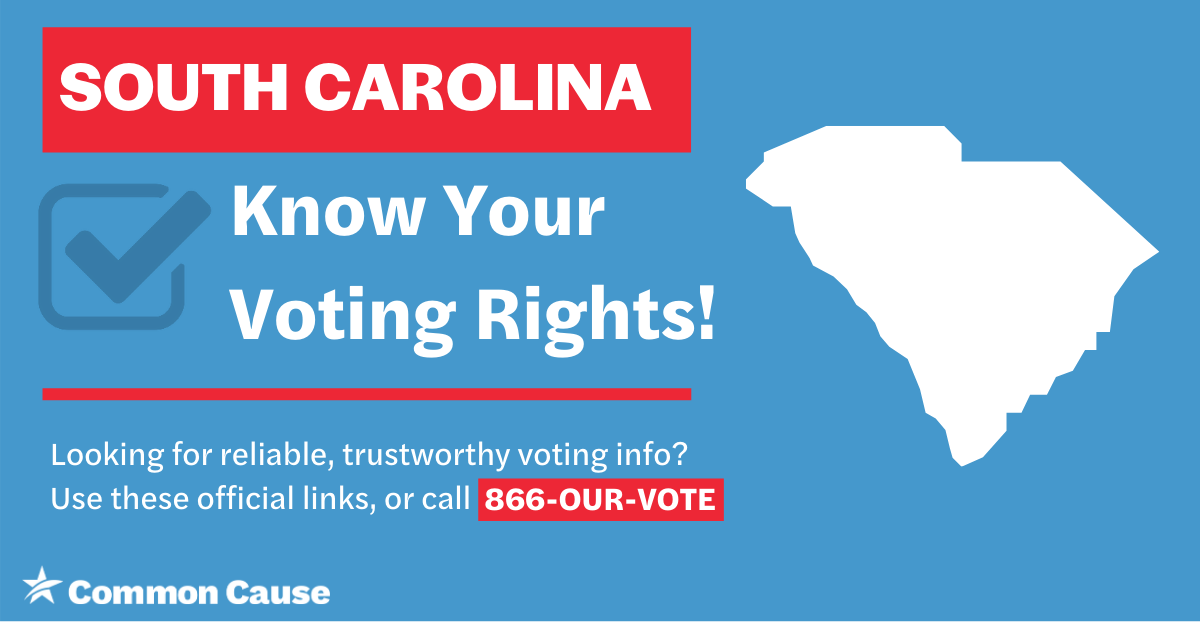 SOUTH CAROLINA
Know Your
Voting Rights!
Looking for reliable, trustworthy voting info?
Use these official links, or call 866-OUR-VOTE
Common Cause